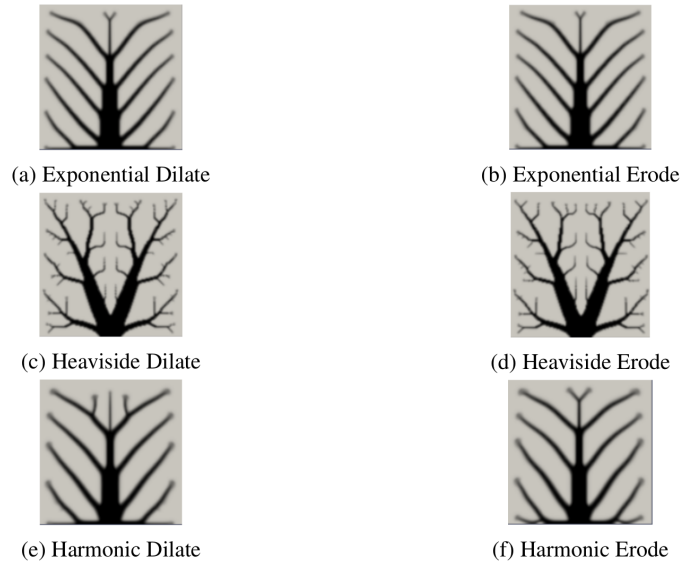 (a) Exponential Dilate
(b) Exponential Erode
(c) Heaviside Dilate
(d) Heaviside Erode
(e) Harmonic Dilate
(f) Harmonic Erode